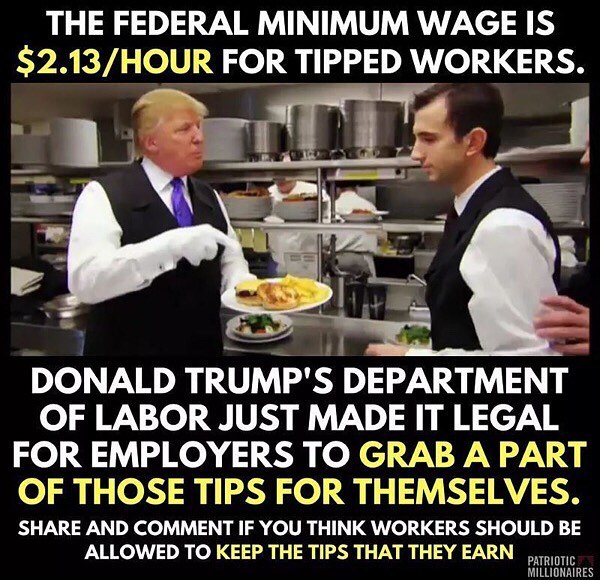 THE FEDERAL MINIMUM WAGE IS
$2.13/HOUR FOR TIPPED WORKERS.
DONALD TRUMP'S DEPARTMENT
OF LABOR JUST MADE IT LEGAL
FOR EMPLOYERS TO GRAB A PART
OF THOSE TIPS FOR THEMSELVES.
SHARE AND COMMENT IF YOU THINK WORKERS SHOULD BE
ALLOWED TO KEEP THE TIPS THAT THEY EARN
PATRIOTIC
MILLIONAIRES